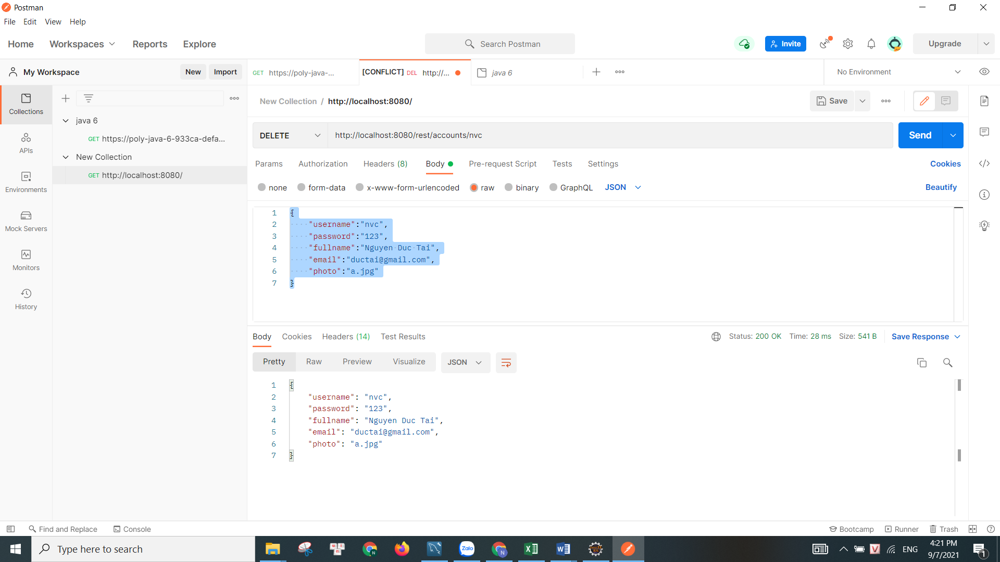 Postman
File Edit View Help
Home Workspaces Reports Explore Search Postman Invite Upgrade
My Workspace New Import GET https://poly-java-... [CONFLICT] DEL http://... java 6 No Environment
Collections
APIs
Environments
Mock Servers
Monitors
History
java 6
GET https://poly-java-6-933ca-defa...
New Collection
GET http://localhost:8080/
New Collection / http://localhost:8080/ Save
DELETE http://localhost:8080/rest/accounts/nvc Send
Params Authorization Headers (8) Body Pre-request Script Tests Settings Cookies
none form-data x-www-form-urlencoded raw binary GraphQL JSON Beautify
1 {
2 "username":"nvc",
3 "password":"123",
4 "fullname":"Nguyen Duc Tai",
5 "email":"ductai@gmail.com",
6 "photo":"a.jpg"
7 }
Body Cookies Headers (14) Test Results Status: 200 OK Time: 28 ms Size: 541 B Save Response
Pretty Raw Preview Visualize JSON
1 {
2 "username": "nvc",
3 "password": "123",
4 "fullname": "Nguyen Duc Tai",
5 "email": "ductai@gmail.com",
6 "photo": "a.jpg"
7 }
Find and Replace Console Bootcamp Runner Trash
Type here to search Zalo ENG 4:21 PM
9/7/2021 1